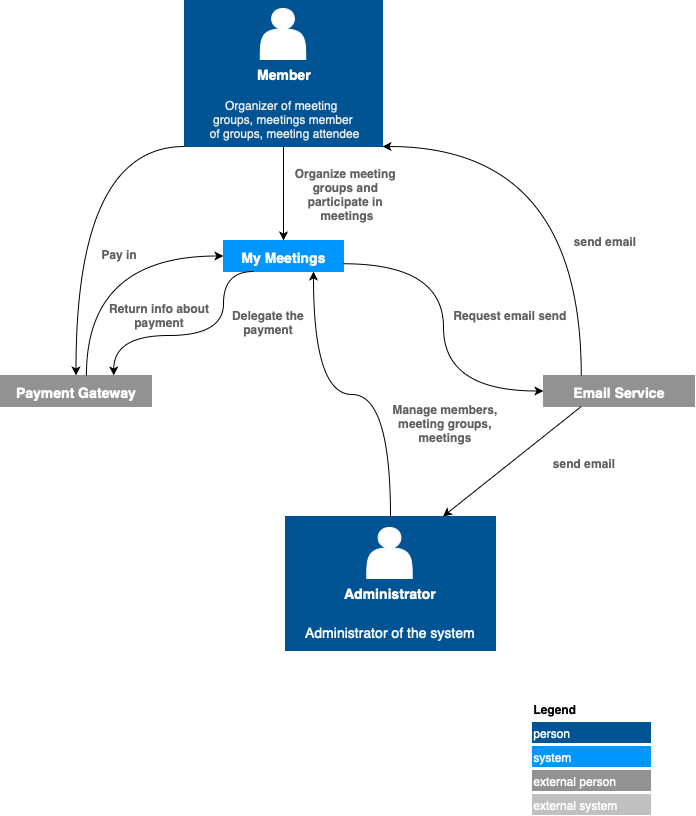 Member
Organizer of meeting
groups, meetings member
of groups, meeting attendee
Organize meeting
groups and
participate in
meetings
send email
Pay in
My Meetings
Return info about
payment
Delegate the
payment
Request email send
Payment Gateway
Email Service
Manage members,
meeting groups,
meetings
send email
Administrator
Administrator of the system
Legend
person
system
external person
external system